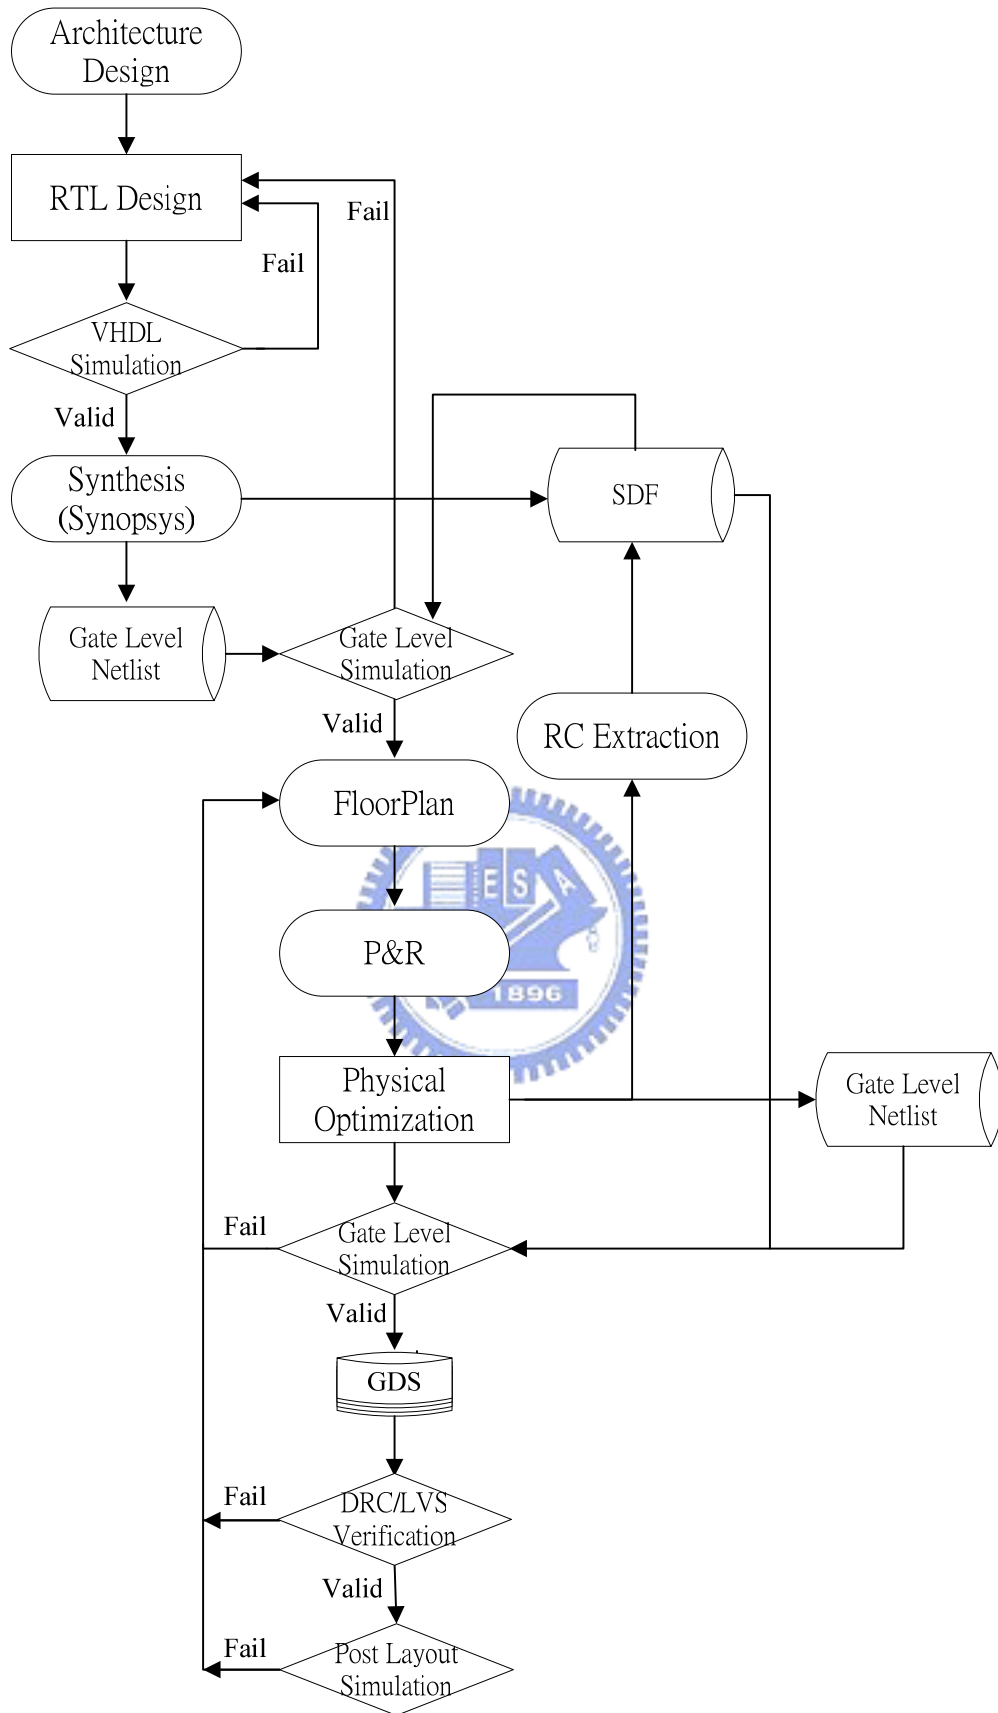 Architecture
Design
RTL Design
Fail
Fail
VHDL
Simulation
Valid
Synthesis
(Synopsys)
SDF
Gate Level
Netlist
Gate Level
Simulation
Valid
RC Extraction
FloorPlan
ESA
P&R
1896
Physical
Optimization
Gate Level
Netlist
Fail
Gate Level
Simulation
Valid
GDS
Fail
DRC/LVS
Verification
Valid
Fail
Post Layout
Simulation